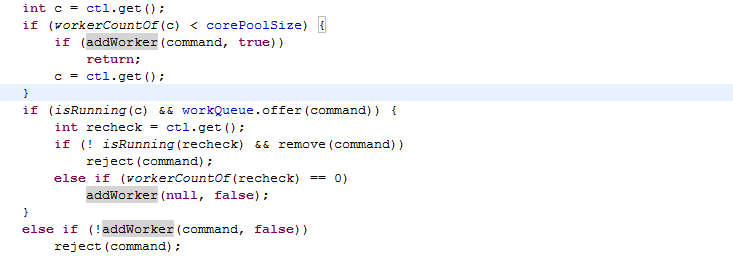 int c = ctl.get();
if (workerCountOf(c) < corePoolSize) {
    if (addWorker(command, true))
        return;
    c = ctl.get();
}
if (isRunning(c) && workQueue.offer(command)) {
    int recheck = ctl.get();
    if (! isRunning(recheck) && remove(command))
        reject(command);
    else if (workerCountOf(recheck) == 0)
        addWorker(null, false);
}
else if (!addWorker(command, false))
    reject(command);